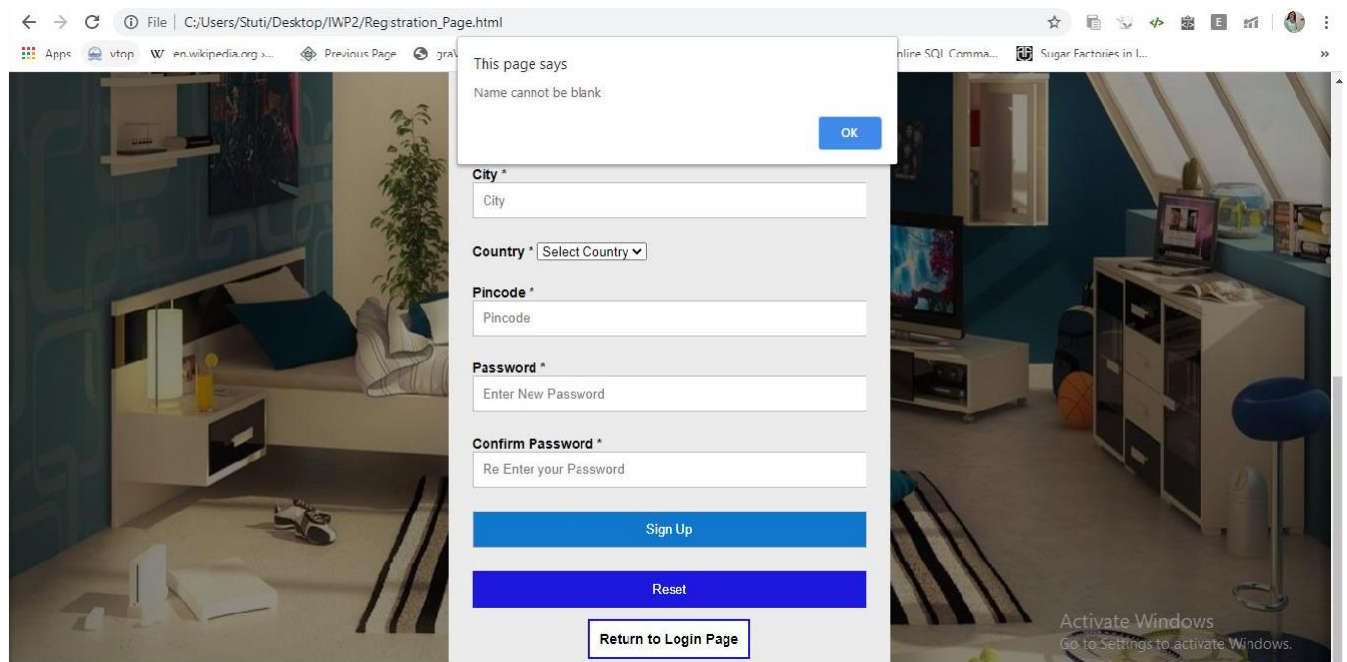 File | C:/Users/Stuti/Desktop/IWP2/Registration_Page.html
Apps vtop W en.wikipedia.org ›... Previous Page nline SQL Comma... Sugar Factories in I... »
This page says
Name cannot be blank
OK
City *
City
Country * Select Country
Pincode *
Pincode
Password *
Enter New Password
Confirm Password *
Re Enter your Password
Sign Up
Reset
Return to Login Page
Activate Windows
Go to Settings to activate Windows.